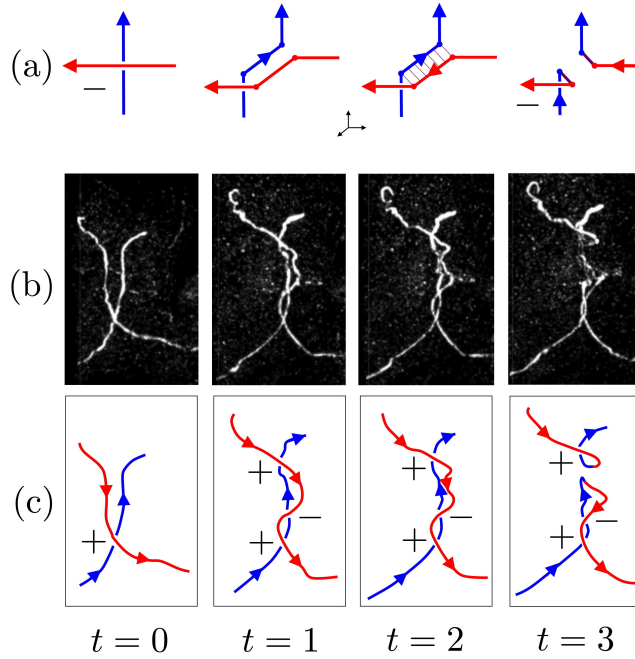 (a) − −
(b)
(c) + + − + + − + + − +
t = 0 t = 1 t = 2 t = 3